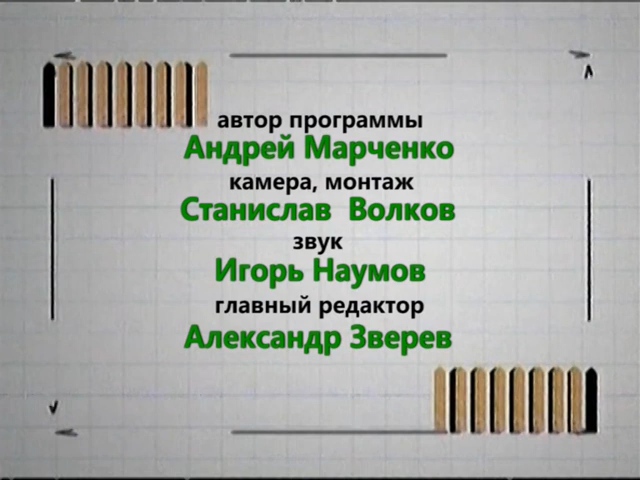 автор программы
Андрей Марченко
камера, монтаж
Станислав Волков
звук
Игорь Наумов
главный редактор
Александр Зверев